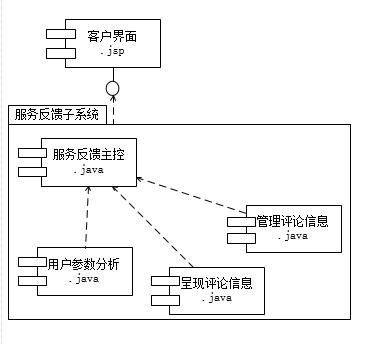 客户界面
.jsp
服务反馈子系统
服务反馈主控
.java
管理评论信息
.java
用户参数分析
.java
呈现评论信息
.java